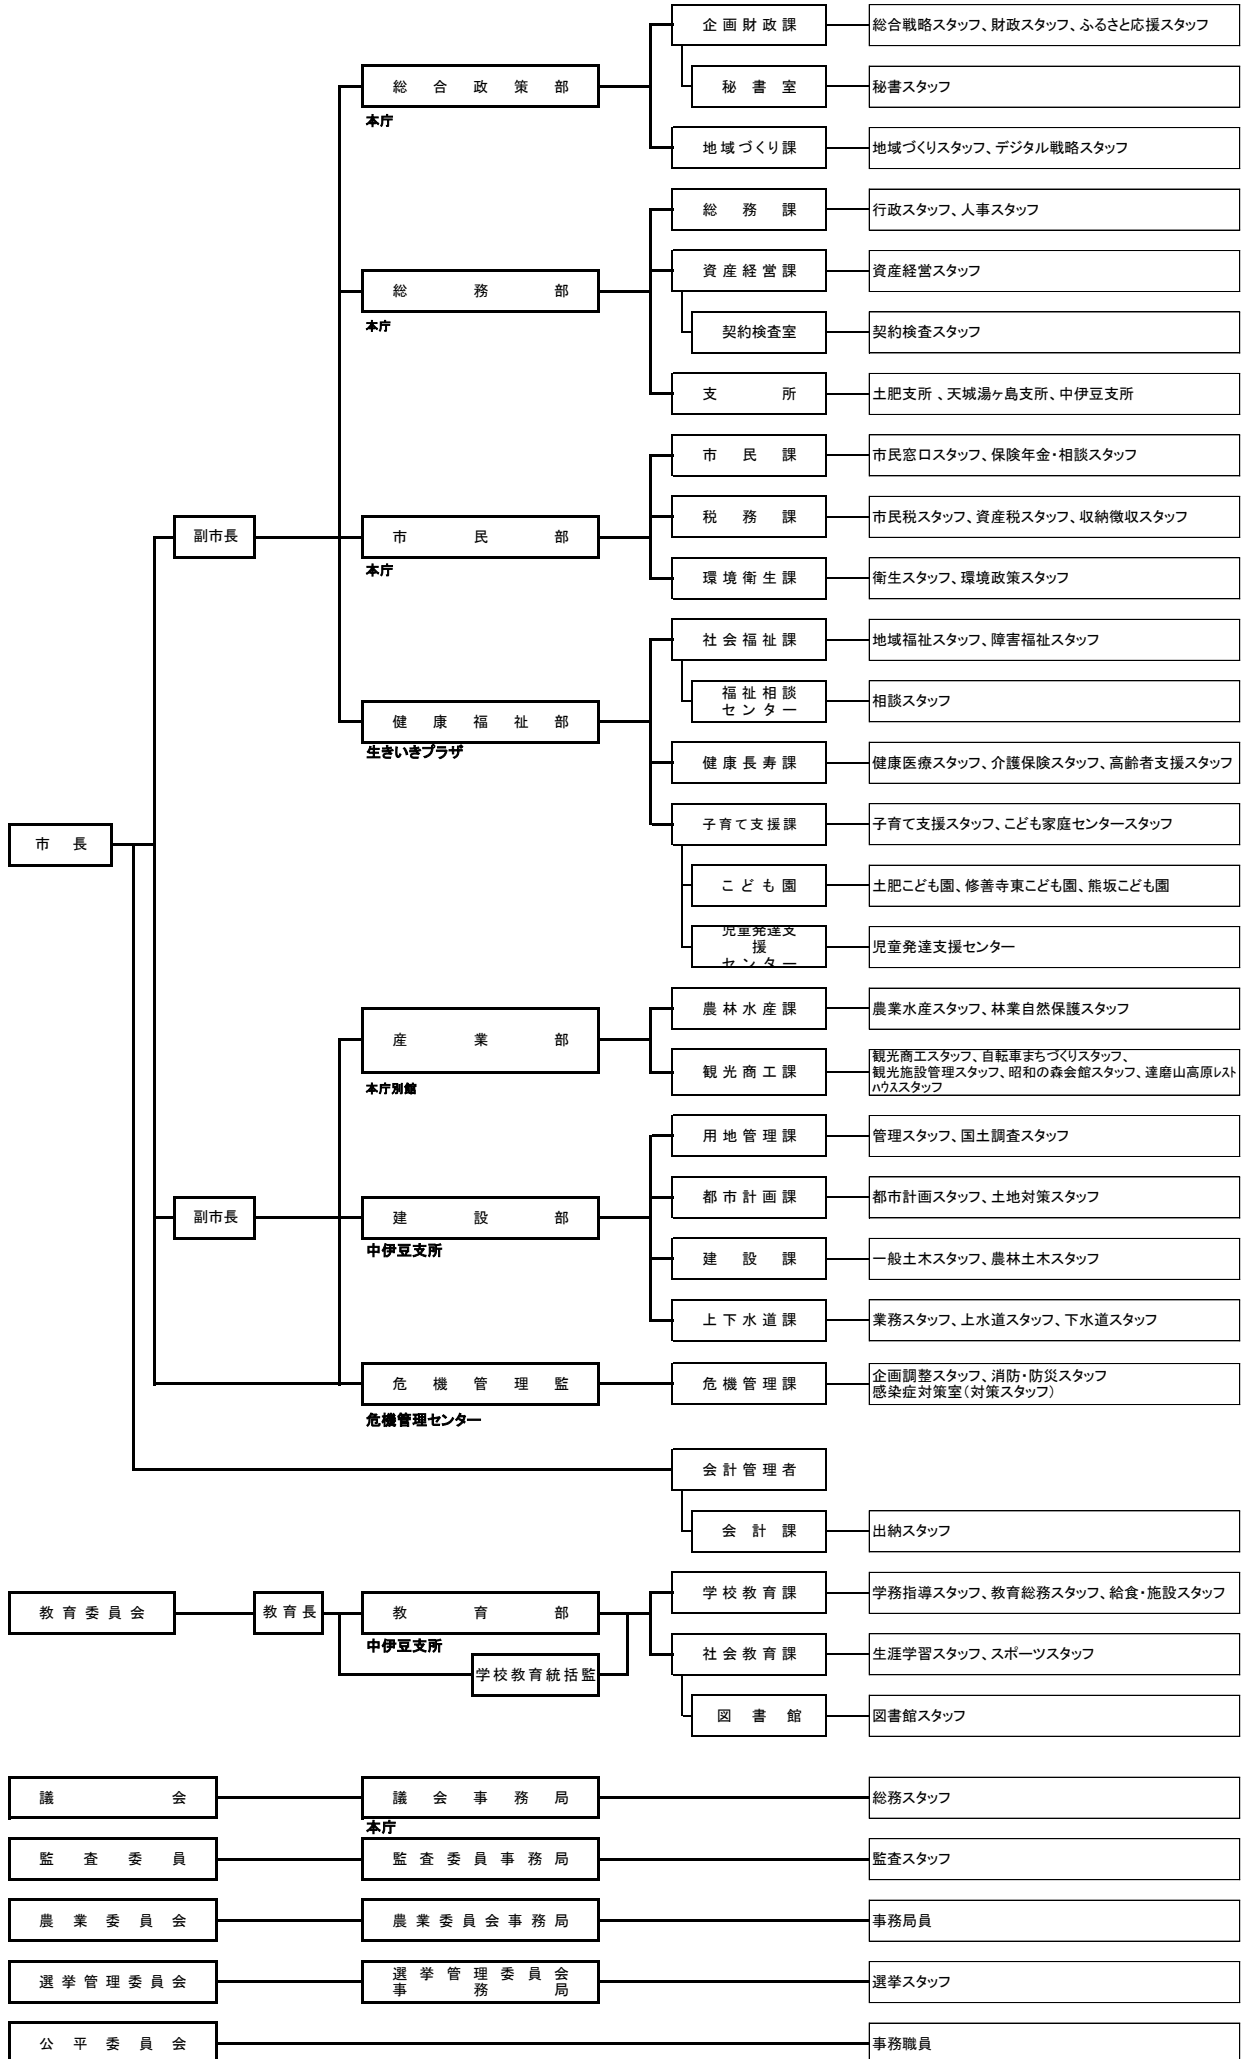 企画財政課
総合戦略スタッフ、財政スタッフ、ふるさと応援スタッフ
総合政策部
本庁
秘書室
秘書スタッフ
地域づくり課
地域づくりスタッフ、デジタル戦略スタッフ
総務課
行政スタッフ、人事スタッフ
総務部
本庁
資産経営課
資産経営スタッフ
契約検査室
契約検査スタッフ
支所
土肥支所 、天城湯ヶ島支所、中伊豆支所
市民課
市民窓口スタッフ、保険年金・相談スタッフ
副市長
市民部
本庁
税務課
市民税スタッフ、資産税スタッフ、収納徴収スタッフ
環境衛生課
衛生スタッフ、環境政策スタッフ
社会福祉課
地域福祉スタッフ、障害福祉スタッフ
福祉相談
センター
相談スタッフ
健康福祉部
生きいきプラザ
健康長寿課
健康医療スタッフ、介護保険スタッフ、高齢者支援スタッフ
市長
子育て支援課
子育て支援スタッフ、こども家庭センタースタッフ
こども園
土肥こども園、修善寺東こども園、熊坂こども園
児童発達支
援
センター
児童発達支援センター
産業部
本庁別館
農林水産課
農業水産スタッフ、林業自然保護スタッフ
観光商工課
観光商工スタッフ、自転車まちづくりスタッフ、
観光施設管理スタッフ、昭和の森会館スタッフ、達磨山高原レスト
ハウススタッフ
用地管理課
管理スタッフ、国土調査スタッフ
副市長
建設部
中伊豆支所
都市計画課
都市計画スタッフ、土地対策スタッフ
建設課
一般土木スタッフ、農林土木スタッフ
上下水道課
業務スタッフ、上水道スタッフ、下水道スタッフ
危機管理監
危機管理センター
危機管理課
企画調整スタッフ、消防・防災スタッフ
感染症対策室（対策スタッフ）
会計管理者
会計課
出納スタッフ
教育委員会
教育長
教育部
中伊豆支所
学校教育統括監
学校教育課
学務指導スタッフ、教育総務スタッフ、給食・施設スタッフ
社会教育課
生涯学習スタッフ、スポーツスタッフ
図書館
図書館スタッフ
議会
議会事務局
本庁
総務スタッフ
監査委員
監査委員事務局
監査スタッフ
農業委員会
農業委員会事務局
事務局員
選挙管理委員会
選挙管理委員会
事務局
選挙スタッフ
公平委員会
事務職員